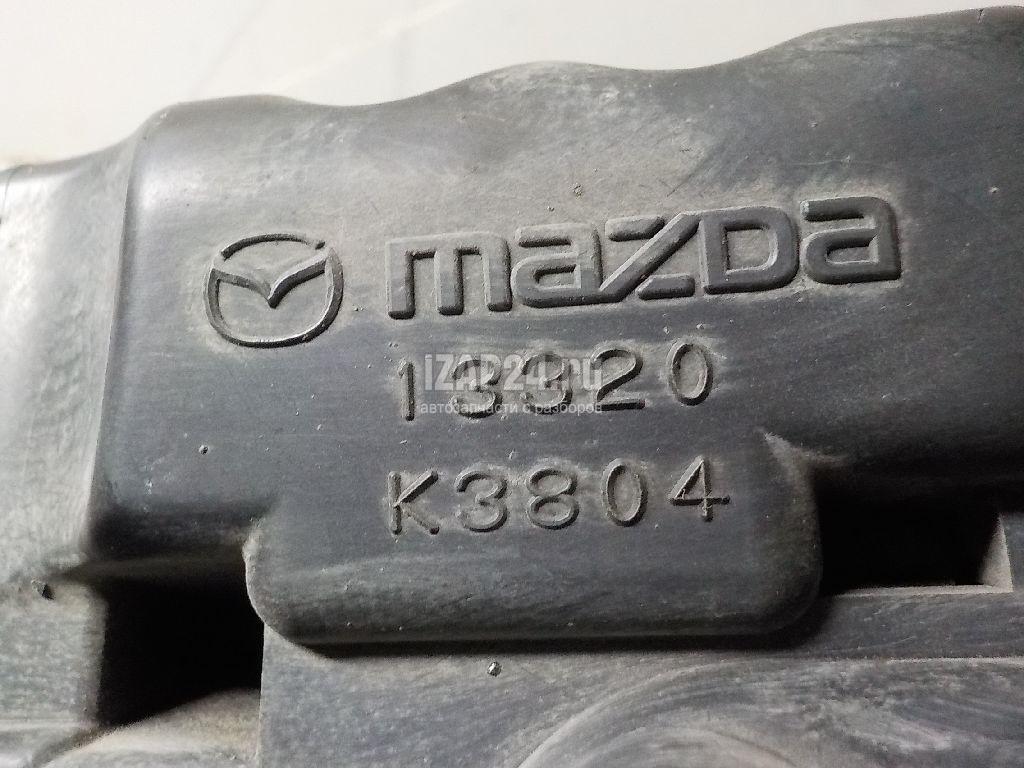 mazda
13320
iZAP24.ru
автозапчасти с разборов
K3804